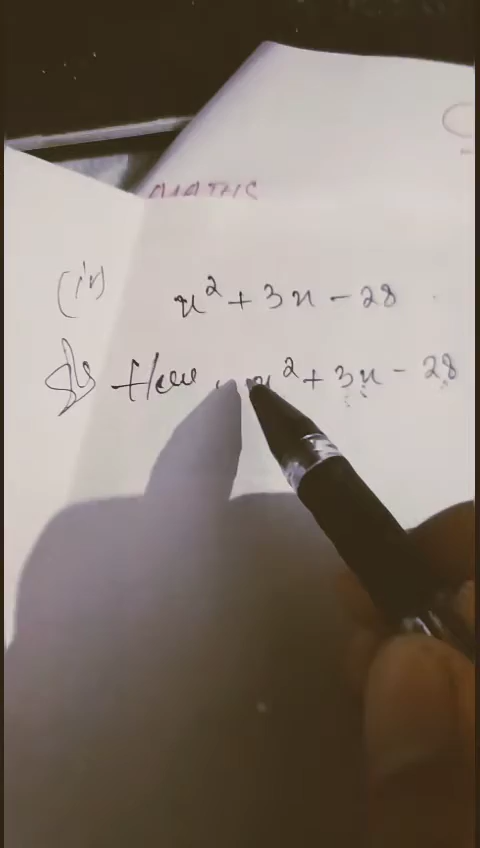 MATHS
(iv) x² + 3x - 28
Here x² + 3x - 28